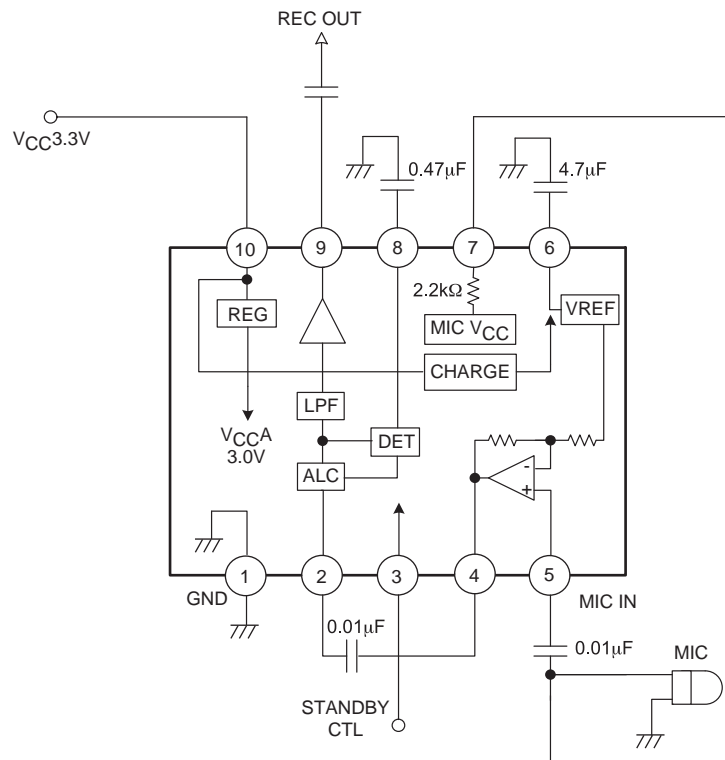 REC OUT
VCC3.3V
0.47μF
4.7μF
10
9
8
7
6
2.2kΩ
REG
MIC VCC
VREF
CHARGE
LPF
VCCA
3.0V
DET
ALC
-
+
1
2
3
4
5
GND
MIC IN
0.01μF
0.01μF
MIC
STANDBY
CTL